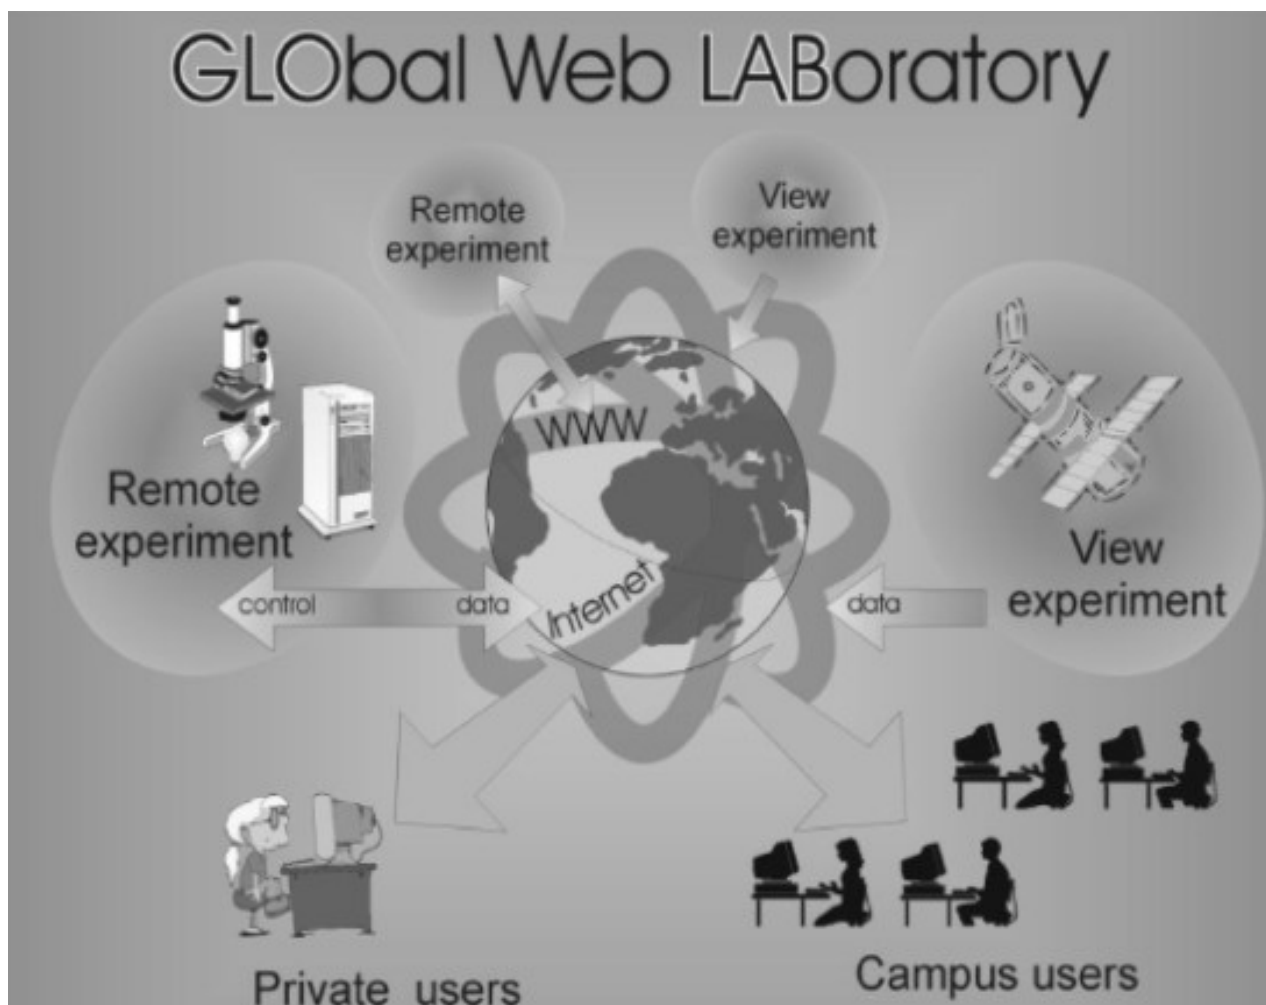 GLObal Web LABoratory
Remote
experiment
View
experiment
WWW
Remote
experiment
View
experiment
control
data
Internet
data
Private users
Campus users